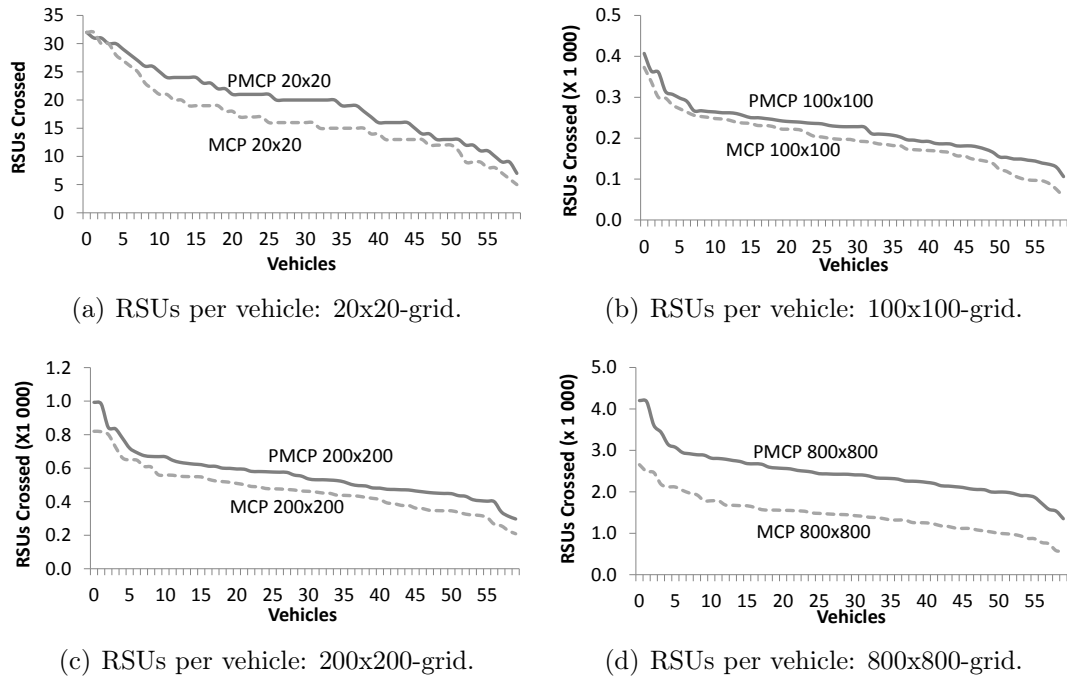 35
30
25
20
15
10
5
0
RSUs Crossed
PMCP 20x20
MCP 20x20
0 5 10 15 20 25 30 35 40 45 50 55
Vehicles
(a) RSUs per vehicle: 20x20-grid.
0.5
0.4
0.3
0.2
0.1
0.0
RSUs Crossed (X 1 000)
PMCP 100x100
MCP 100x100
0 5 10 15 20 25 30 35 40 45 50 55
Vehicles
(b) RSUs per vehicle: 100x100-grid.
1.2
1.0
0.8
0.6
0.4
0.2
0.0
RSUs Crossed (X1 000)
PMCP 200x200
MCP 200x200
0 5 10 15 20 25 30 35 40 45 50 55
Vehicles
(c) RSUs per vehicle: 200x200-grid.
5.0
4.0
3.0
2.0
1.0
0.0
RSUs Crossed (x 1 000)
PMCP 800x800
MCP 800x800
0 5 10 15 20 25 30 35 40 45 50 55
Vehicles
(d) RSUs per vehicle: 800x800-grid.